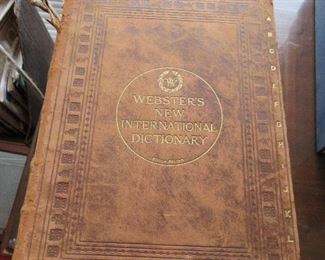 WEBSTER'S
NEW
INTERNATIONAL
DICTIONARY
A
B
C
D
E
F
G
H
I
J
K
L